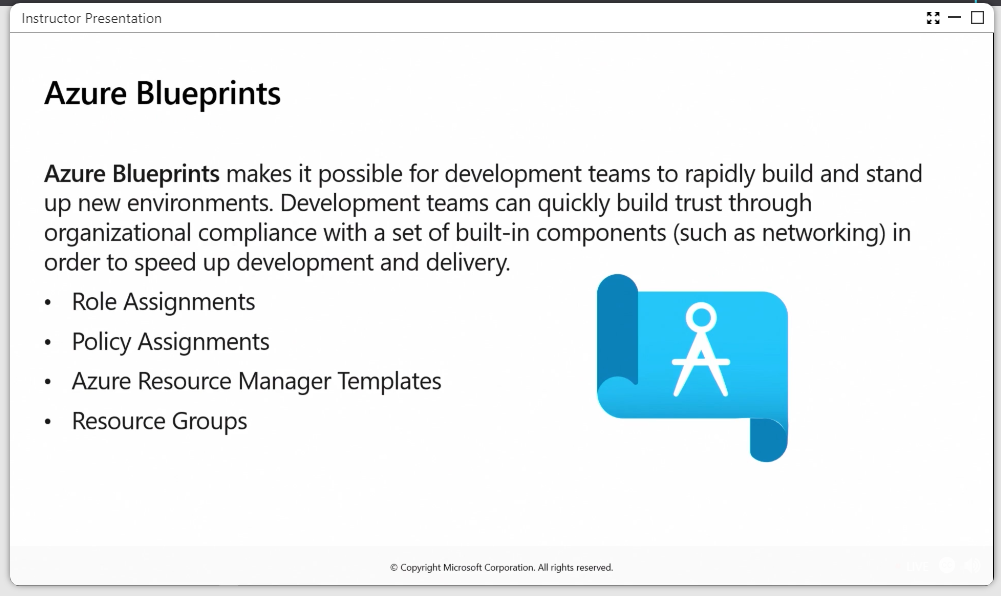 Instructor Presentation
Azure Blueprints
Azure Blueprints makes it possible for development teams to rapidly build and stand
up new environments. Development teams can quickly build trust through
organizational compliance with a set of built-in components (such as networking) in
order to speed up development and delivery.
• Role Assignments
• Policy Assignments
• Azure Resource Manager Templates
• Resource Groups
© Copyright Microsoft Corporation. All rights reserved.